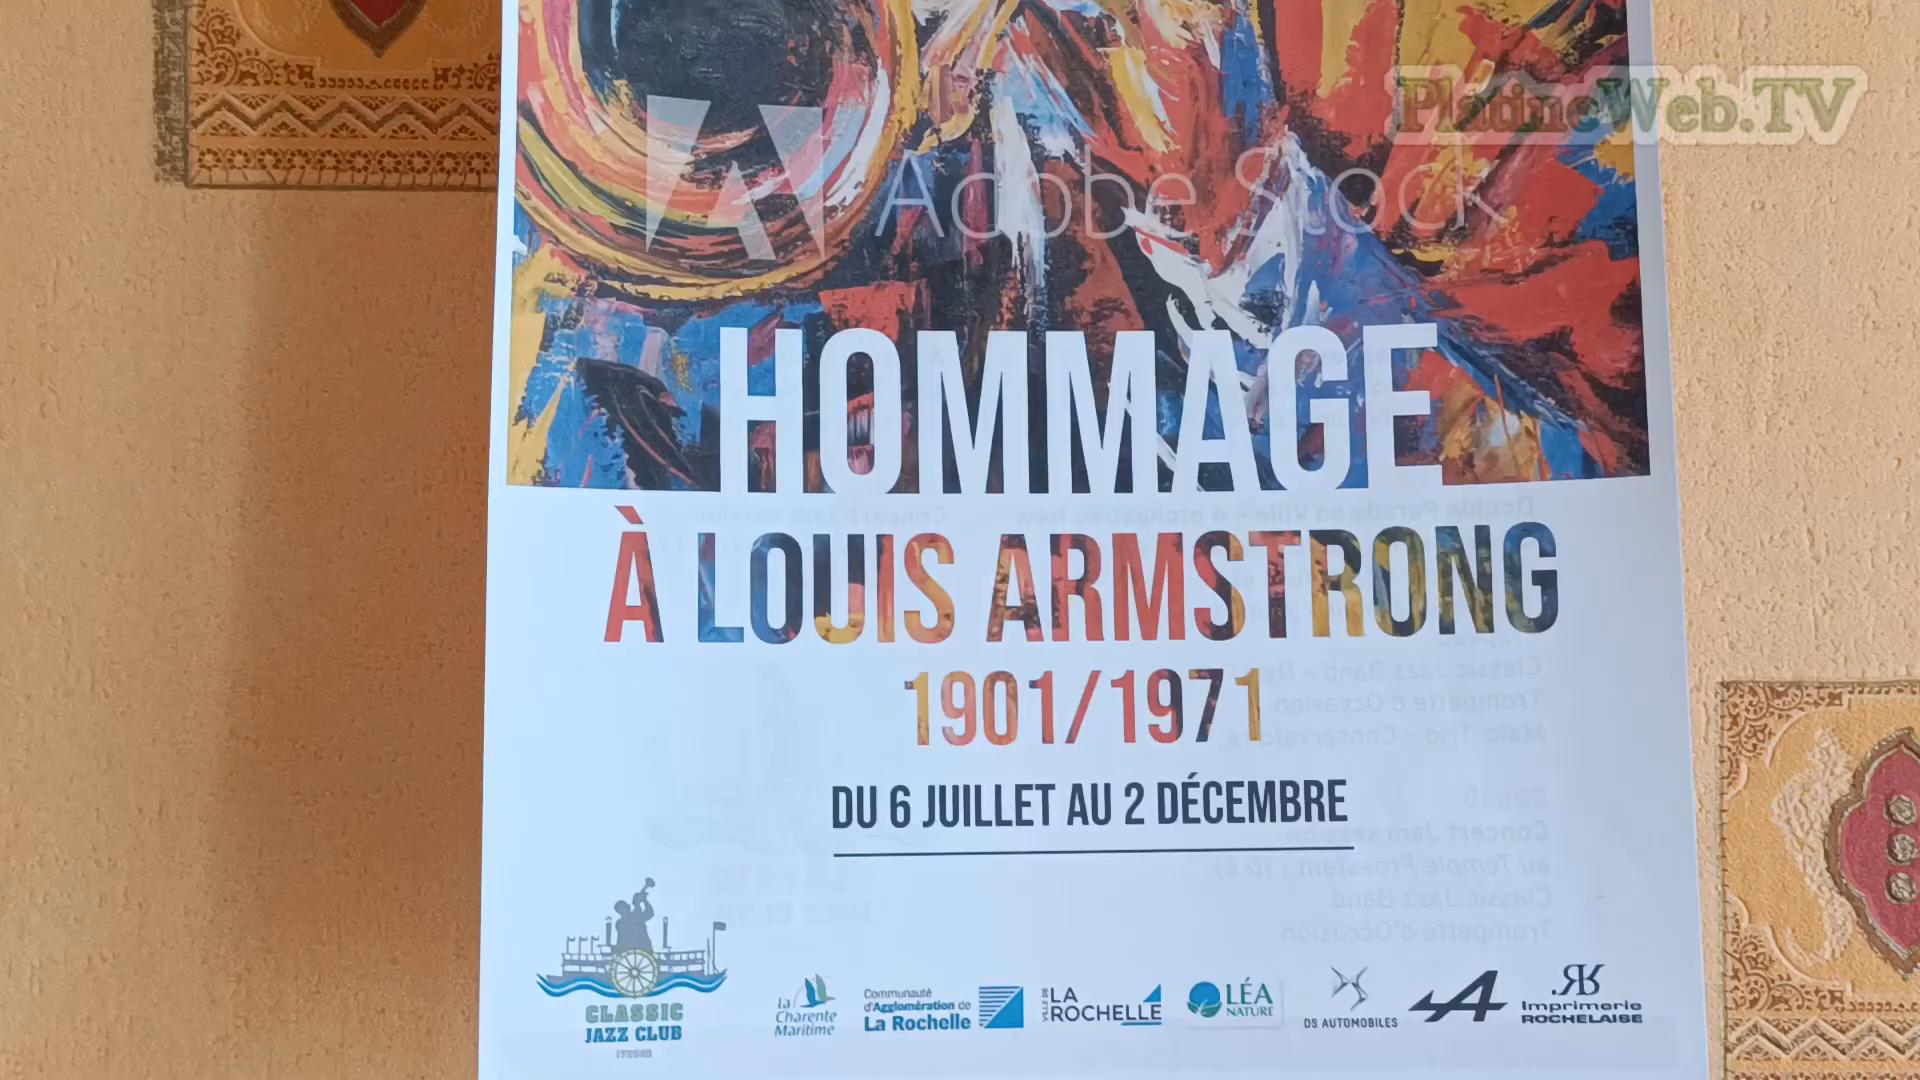 PlatineWeb.TV
Adobe Stock
HOMMAGE
À LOUIS ARMSTRONG
1901/1971
DU 6 JUILLET AU 2 DÉCEMBRE
CLASSIC
JAZZ CLUB
la
Charente
Maritime
Communauté
d'Agglomération de
La Rochelle
VILLE DE
LA
ROCHELLE
LÉA
NATURE
DS AUTOMOBILES
Imprimerie
ROCHELAISE